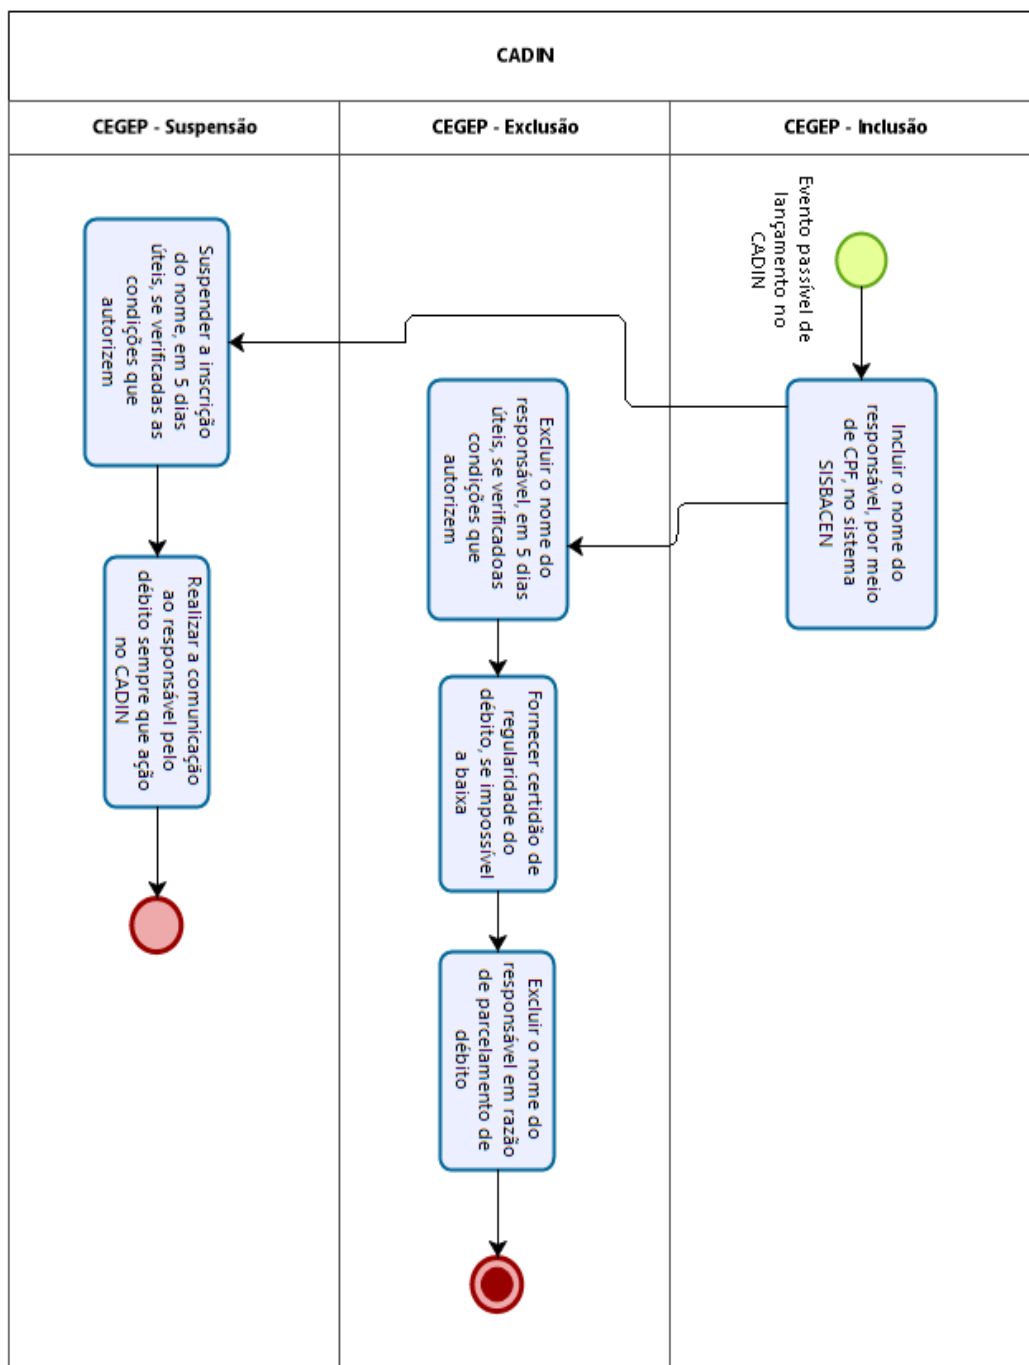 CADIN
CEGEP - Suspensão
CEGEP - Exclusão
CEGEP - Inclusão
Evento passível de
lançamento no
CADIN
Incluir o nome do
responsável, por meio
de CPF, no sistema
SISBACEN
Excluir o nome do
responsável, em 5 dias
úteis, se verificadoas
condições que
autorizem
Fornecer certidão de
regularidade do
débito, se impossível
a baixa
Excluir o nome do
responsável em razão
de parcelamento de
débito
Suspender a inscrição
do nome, em 5 dias
úteis, se verificadas as
condições que
autorizem
Realizar a comunicação
ao responsável pelo
débito sempre que ação
no CADIN